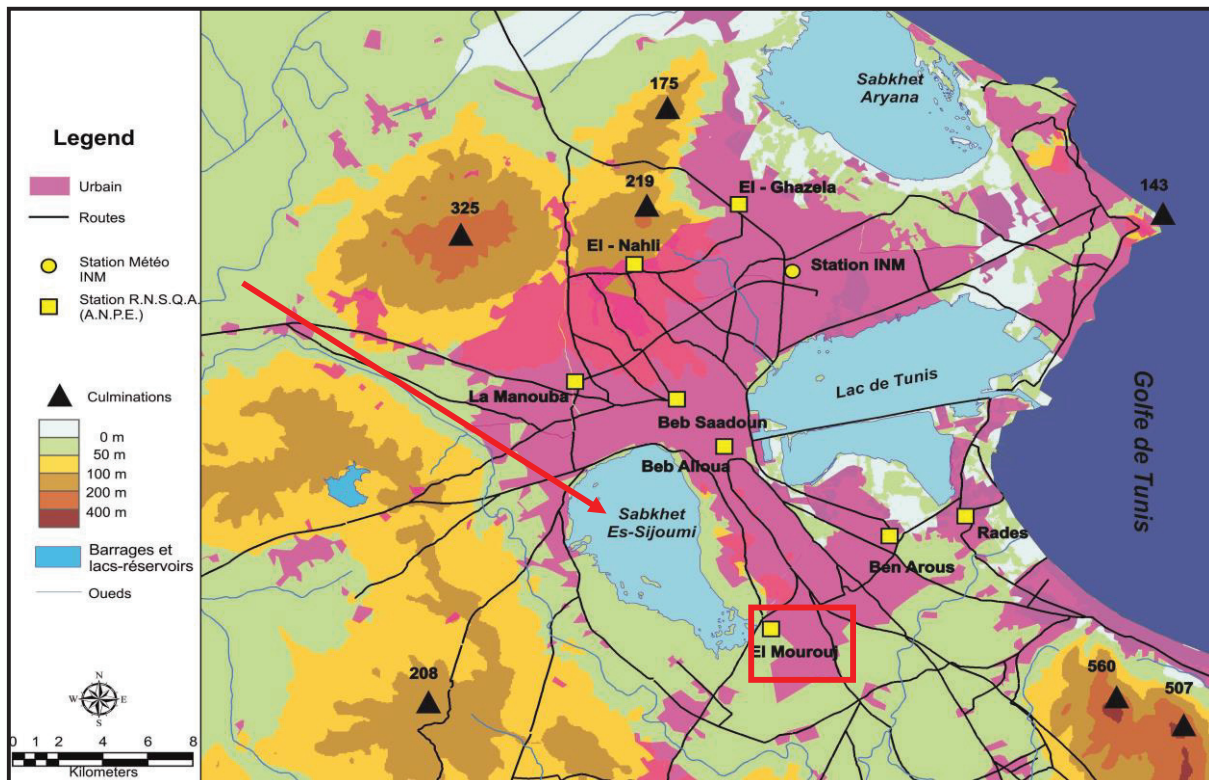 Legend
Urbain
Routes
Station Météo
INM
Station R.N.S.Q.A.
(A.N.P.E.)
Culminations
0 m
50 m
100 m
200 m
400 m
Barrages et
lacs-réservoirs
Oueds
N
W
E
S
0 1 2 4 6 8
Kilometers
175
Sabkhet
Aryana
325
219
143
El - Ghazela
El - Nahli
Station INM
La Manouba
Beb Saadoun
Lac de Tunis
Beb Alioua
Sabkhet
Es-Sijoumi
Rades
Ben Arous
El Mourouj
Golfe de Tunis
208
560
507